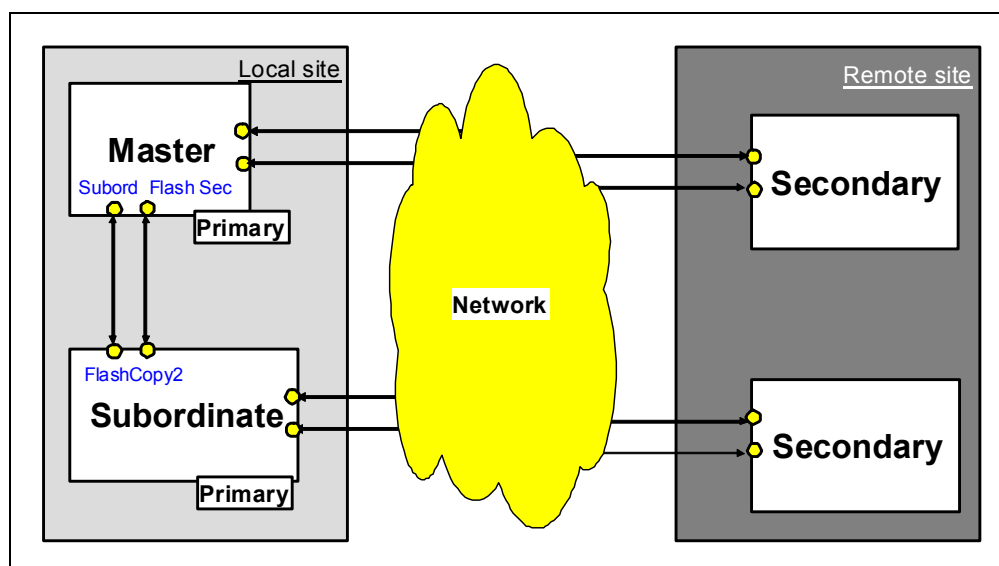 Local site
Master
Subord Flash Sec
Primary
FlashCopy2
Subordinate
Primary
Network
Remote site
Secondary
Secondary